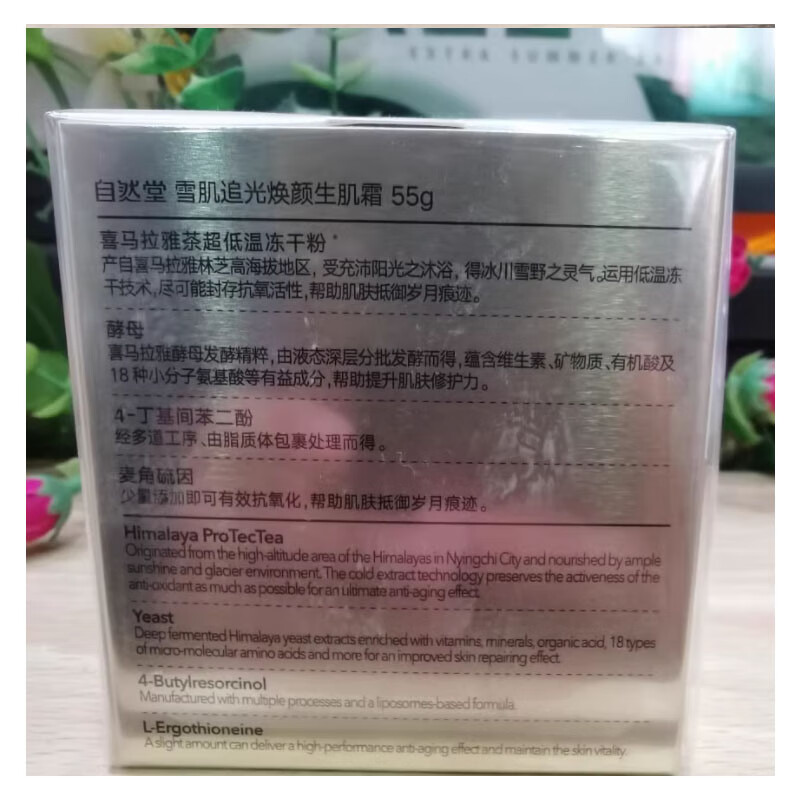 EXTRA SUMMER
自然堂 雪肌追光焕颜生肌霜 55g
喜马拉雅茶超低温冻干粉*
产自喜马拉雅林芝高海拔地区，受充沛阳光之沐浴，得冰川雪野之灵气。运用低温冻
干技术，尽可能封存抗氧活性，帮助肌肤抵御岁月痕迹。
酵母
喜马拉雅酵母发酵精粹，由液态深层分批发酵而得，蕴含维生素、矿物质、有机酸及
18种小分子氨基酸等有益成分，帮助提升肌肤修护力。
4-丁基间苯二酚
经多道工序、由脂质体包裹处理而得。
麦角硫因
少量添加即可有效抗氧化，帮助肌肤抵御岁月痕迹。
Himalaya ProTecTea
Originated from the high-altitude area of the Himalayas in Nyingchi City and nourished by ample
sunshine and glacier environment. The cold extract technology preserves the activeness of the
anti-oxidant as much as possible for an ultimate anti-aging effect.
Yeast
Deep fermented Himalaya yeast extracts enriched with vitamins, minerals, organic acid, 18 types
of micro-molecular amino acids and more for an improved skin repairing effect.
4-Butylresorcinol
Manufactured with multiple processes and a liposomes-based formula.
L-Ergothioneine
A slight amount can deliver a high-performance anti-aging effect and maintain the skin vitality.